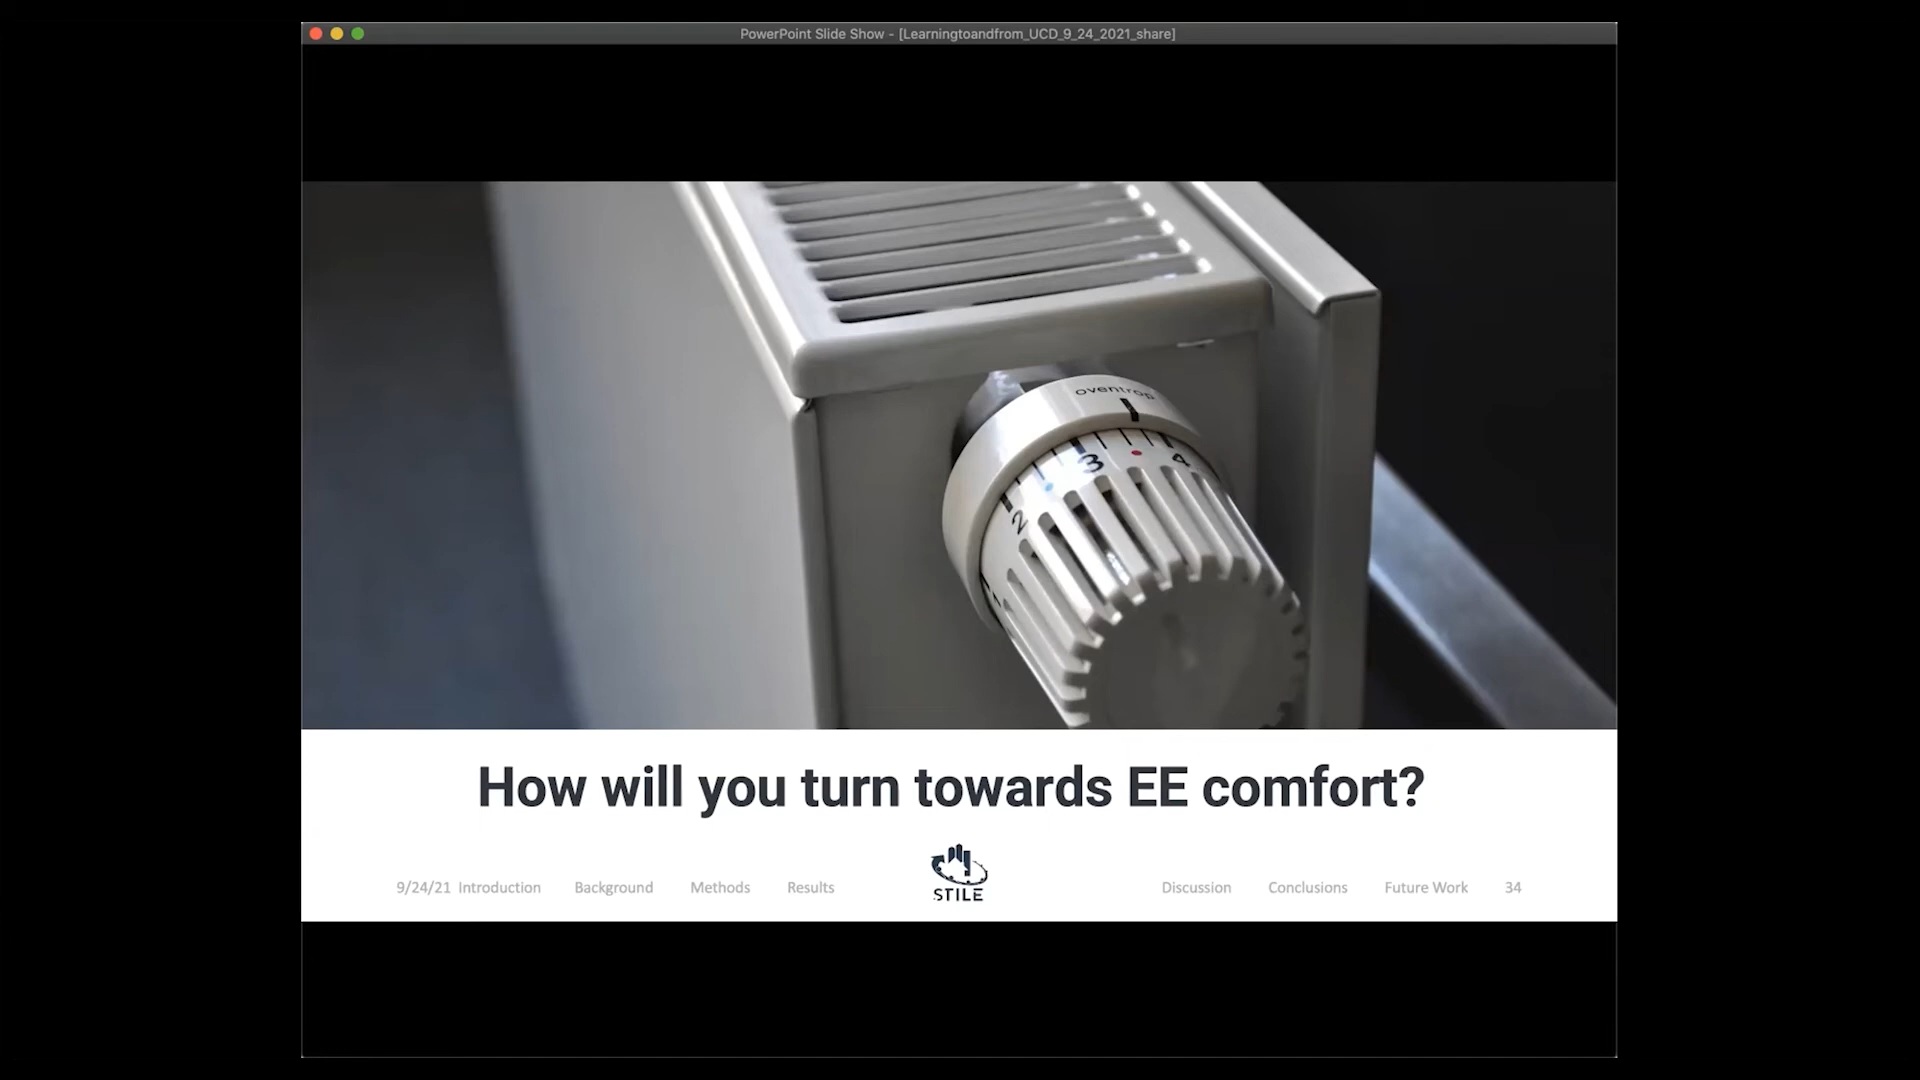 PowerPoint Slide Show - [Learningtoandfrom_UCD_9_24_2021_share]
oventrop
3
4
2
1
How will you turn towards EE comfort?
STILE
9/24/21 Introduction Background Methods Results Discussion Conclusions Future Work 34